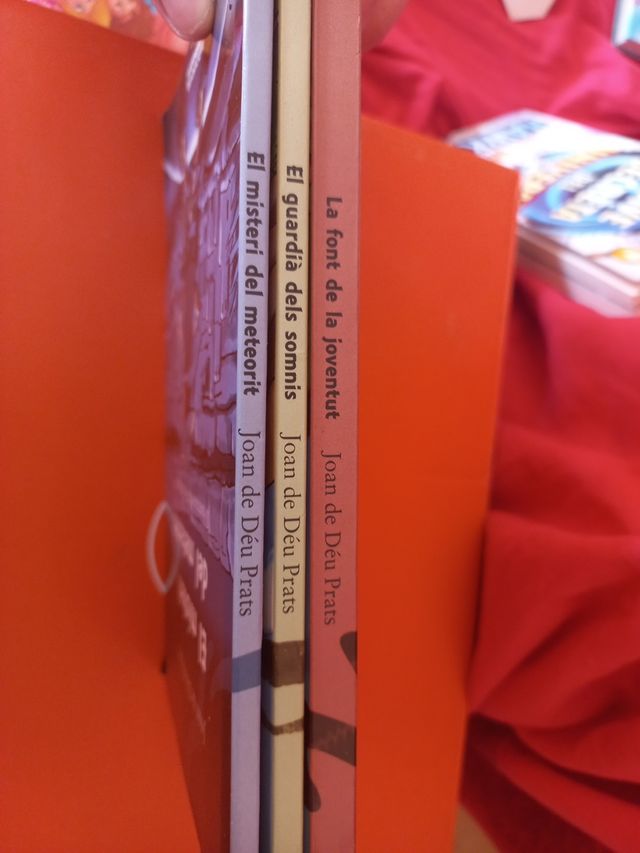 El misteri del meteorit Joan de Déu Prats
El guardià dels somnis Joan de Déu Prats
La font de la joventut Joan de Déu Prats